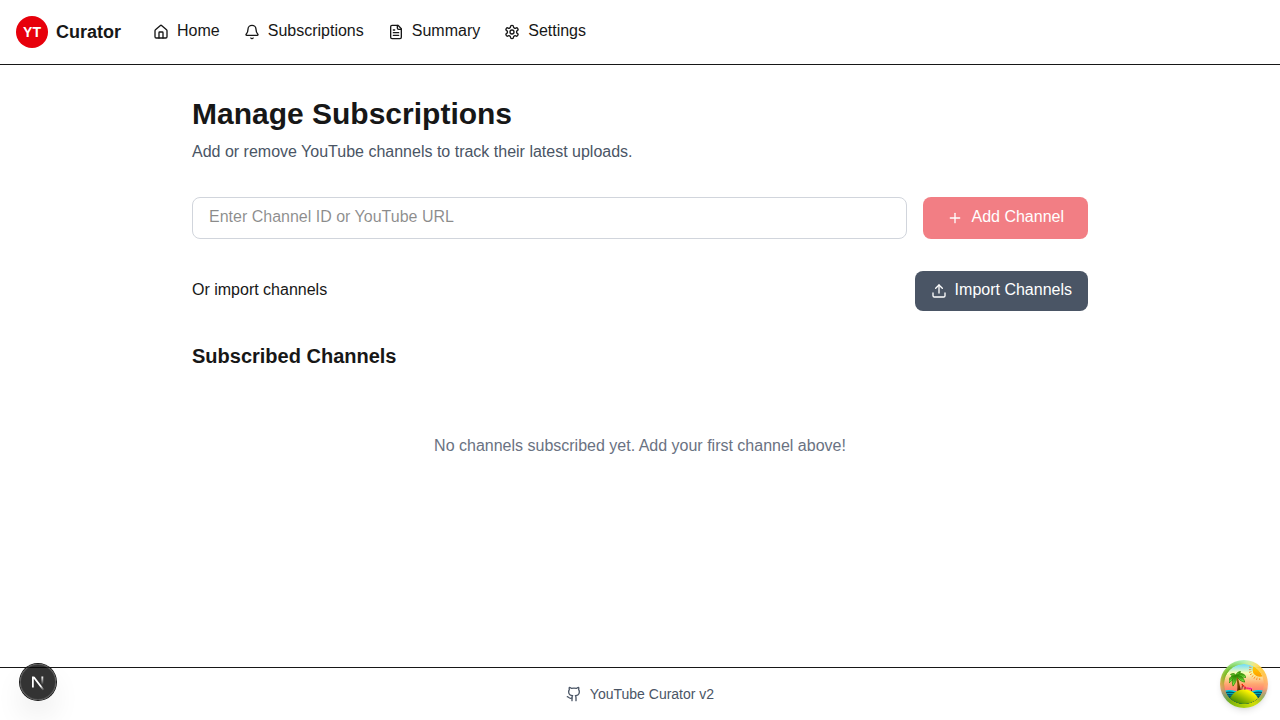 YT Curator Home Subscriptions Summary Settings
Manage Subscriptions
Add or remove YouTube channels to track their latest uploads.
Enter Channel ID or YouTube URL
Add Channel
Or import channels
Import Channels
Subscribed Channels
No channels subscribed yet. Add your first channel above!
N
YouTube Curator v2